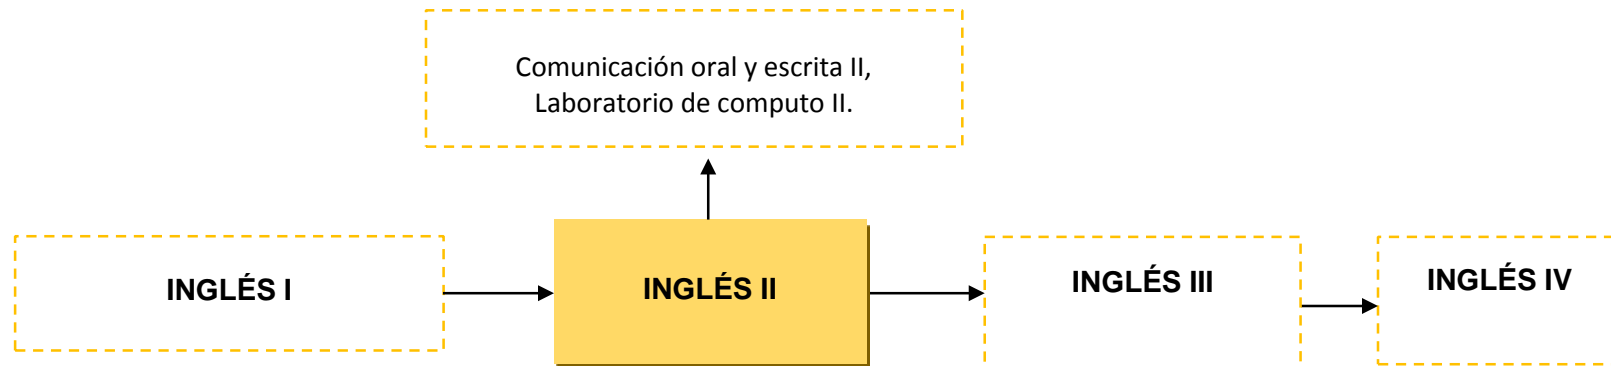 Comunicación oral y escrita II,
Laboratorio de computo II.
INGLÉS I
INGLÉS II
INGLÉS III
INGLÉS IV